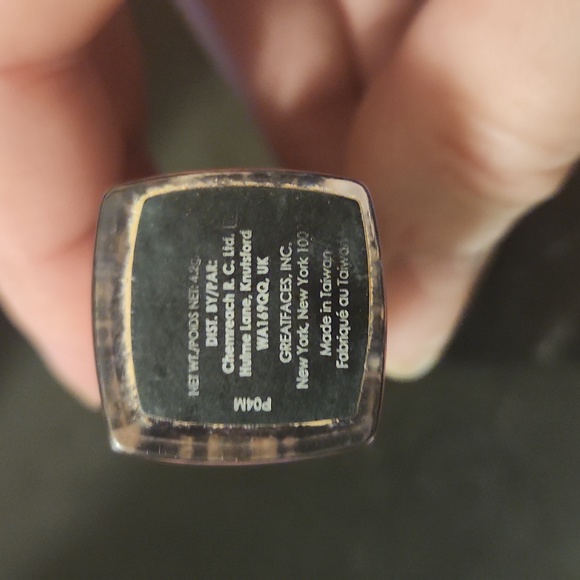 NET WT./POIDS NET: 4.2g
DIST. BY/PAR:
Chemreach R. C. Ltd.
Hulme Lane, Knutsford
WA169QQ, UK
GREATFACES, INC.
New York, New York
Made in Taiwan
Fabriqué au Taiwan
P04M